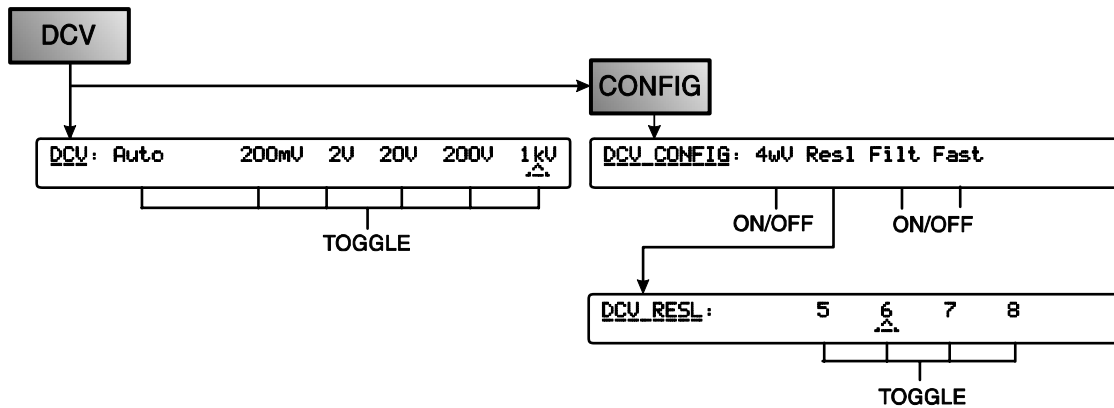 DCV
CONFIG
DCV: Auto 200mV 2V 20V 200V 1kV
TOGGLE
DCV_CONFIG: 4wV Resl Filt Fast
ON/OFF ON/OFF
DCV_RESL: 5 6 7 8
TOGGLE